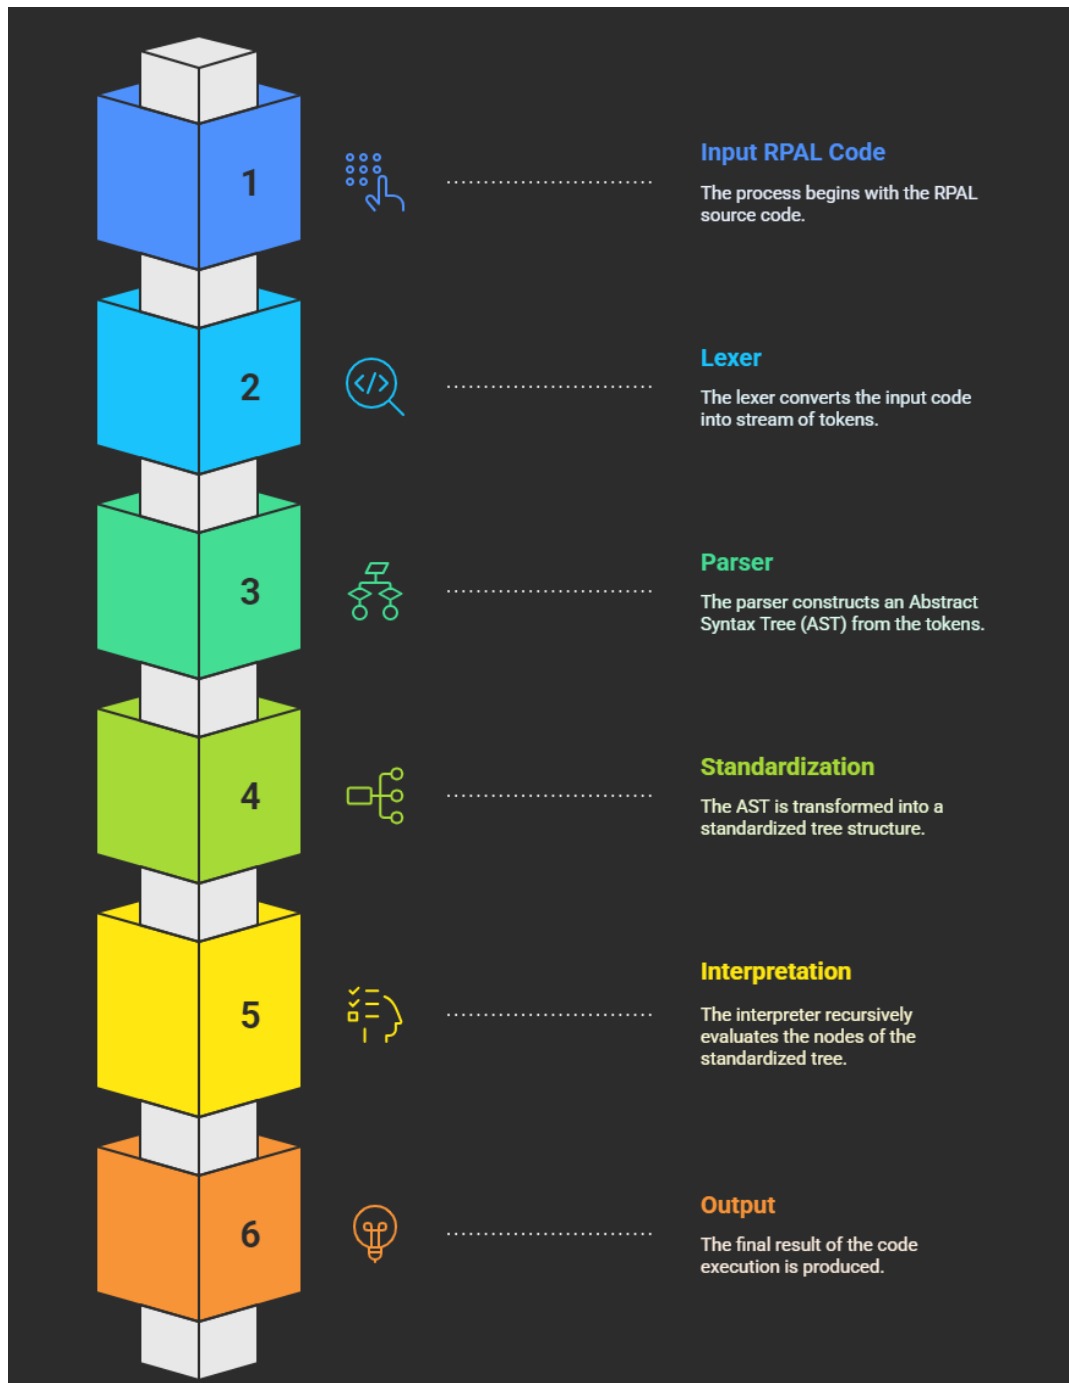 1
Input RPAL Code
The process begins with the RPAL
source code.
2
Lexer
The lexer converts the input code
into stream of tokens.
3
Parser
The parser constructs an Abstract
Syntax Tree (AST) from the tokens.
4
Standardization
The AST is transformed into a
standardized tree structure.
5
Interpretation
The interpreter recursively
evaluates the nodes of the
standardized tree.
6
Output
The final result of the code
execution is produced.